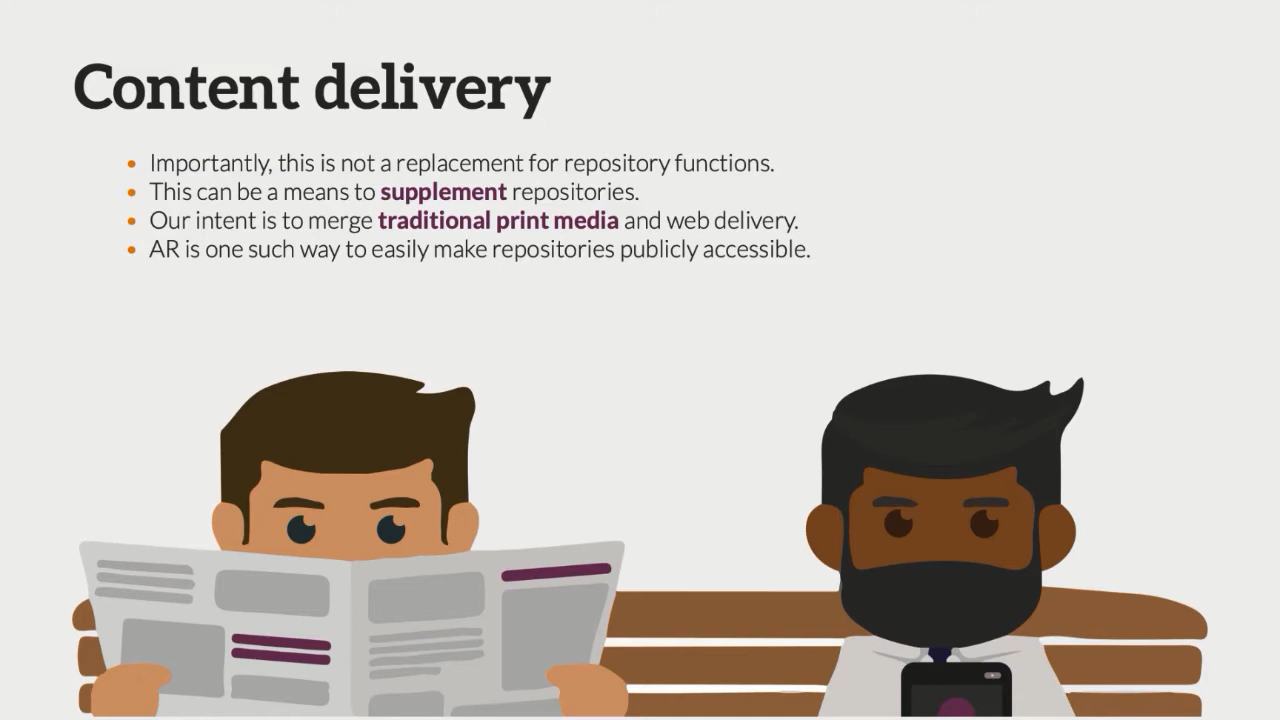 Content delivery
Importantly, this is not a replacement for repository functions.
This can be a means to supplement repositories.
Our intent is to merge traditional print media and web delivery.
AR is one such way to easily make repositories publicly accessible.